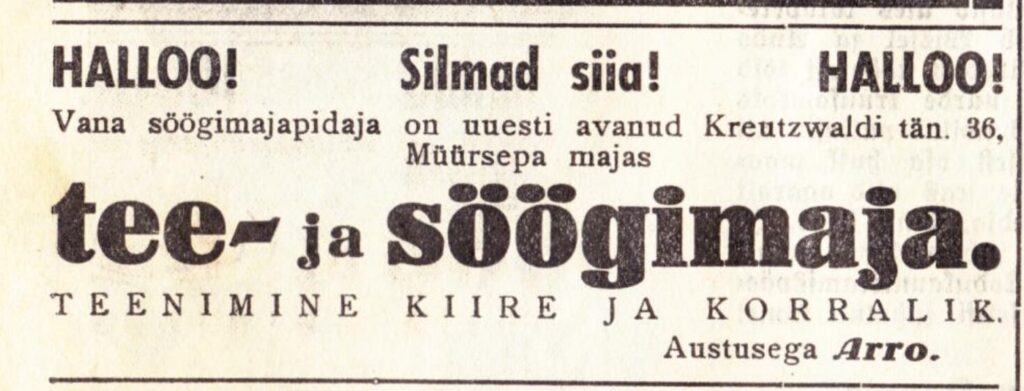 HALLOO! Silmad siia! HALLOO!
Vana söögimajapidaja on uuesti avanud Kreutzwaldi tän. 36,
Müürsepa majas
tee- ja söögimaja.
TEENIMINE KIIRE JA KORRALIK.
Austusega Arro.